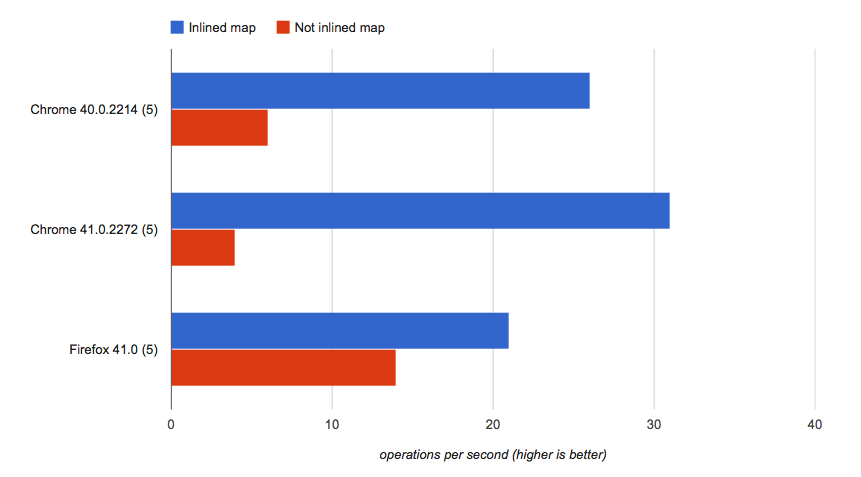 Inlined map Not inlined map
Chrome 40.0.2214 (5)
Chrome 41.0.2272 (5)
Firefox 41.0 (5)
0 10 20 30 40
operations per second (higher is better)